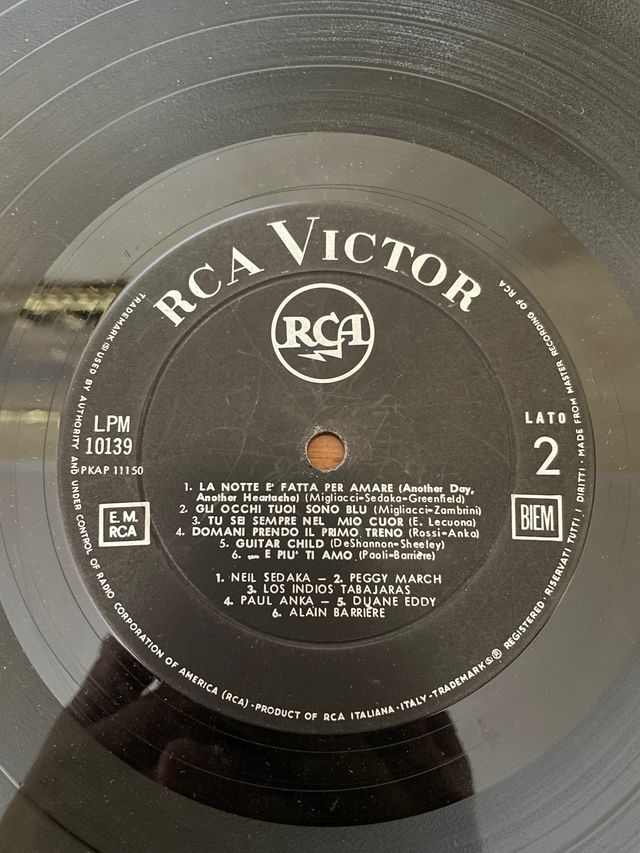 RCA VICTOR
RCA
LPM
10139
PKAP 11150
LATO
2
E.M.
RCA
BIEM
1. LA NOTTE E' FATTA PER AMARE (Another Day,
Another Heartache) (Migliacci-Sedaka-Greenfield)
2. GLI OCCHI TUOI SONO BLU (Migliacci-Zambrini)
3. TU SEI SEMPRE NEL MIO CUOR (E. Lecuona)
4. DOMANI PRENDO IL PRIMO TRENO (Rossi-Anka)
5. GUITAR CHILD (DeShannon-Sheeley)
6. — E PIU' TI AMO (Paoli-Barrière)
1. NEIL SEDAKA — 2. PEGGY MARCH
3. LOS INDIOS TABAJARAS
4. PAUL ANKA — 5. DUANE EDDY
6. ALAIN BARRIÈRE
TRADEMARK(S) USED BY AUTHORITY AND UNDER CONTROL OF RADIO CORPORATION OF AMERICA (RCA)·PRODUCT OF RCA ITALIANA·ITALY·TRADEMARK(S)® REGISTERED·RISERVATI TUTTI I DIRITTI·MADE FROM MASTER RECORDING OF RCA